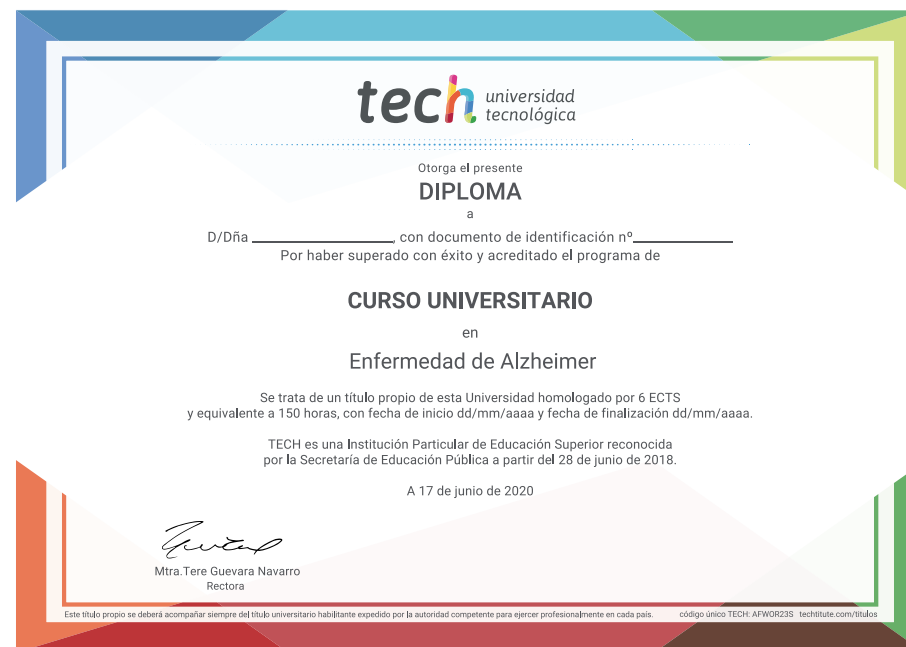 tech universidad
tecnológica
Otorga el presente
DIPLOMA
a
D/Dña ____________________, con documento de identificación nº______________
Por haber superado con éxito y acreditado el programa de
CURSO UNIVERSITARIO
en
Enfermedad de Alzheimer
Se trata de un título propio de esta Universidad homologado por 6 ECTS
y equivalente a 150 horas, con fecha de inicio dd/mm/aaaa y fecha de finalización dd/mm/aaaa.
TECH es una Institución Particular de Educación Superior reconocida
por la Secretaría de Educación Pública a partir del 28 de junio de 2018.
A 17 de junio de 2020
Mtra.Tere Guevara Navarro
Rectora
Este título propio se deberá acompañar siempre del título universitario habilitante expedido por la autoridad competente para ejercer profesionalmente en cada país. código único TECH: AFWOR23S techtitute.com/titulos